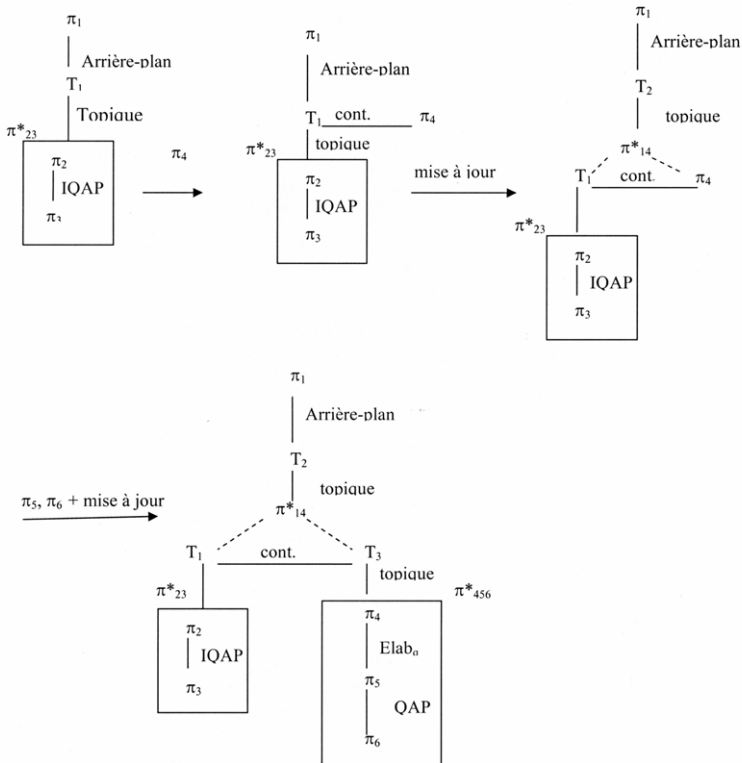 π₁
Arrière-plan
T₁
Topique
π*₂₃
π₂
IQAP
π₃
π₄
π₁
Arrière-plan
T₁ cont. π₄
topique
π*₂₃
π₂
IQAP
π₃
mise à jour
π₁
Arrière-plan
T₂
topique
π*₁₄
T₁ cont. π₄
π*₂₃
π₂
IQAP
π₃
π₅, π₆ + mise à jour
π₁
Arrière-plan
T₂
topique
π*₁₄
T₁ cont. T₃
topique
π*₂₃
π*₄₅₆
π₂
IQAP
π₃
π₄
Elab_q
π₅
QAP
π₆